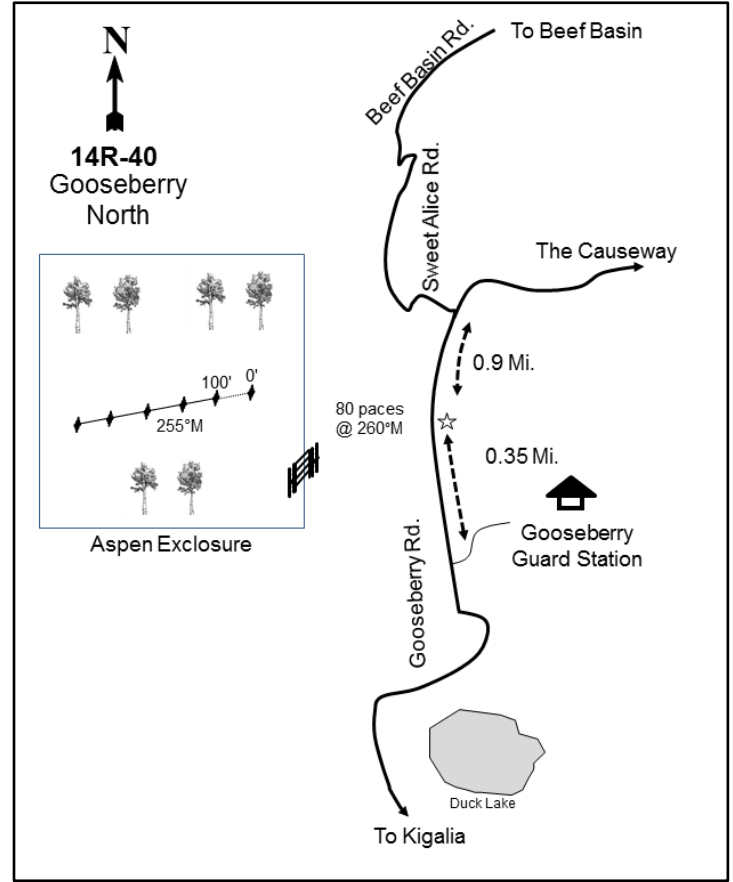 N
14R-40
Gooseberry
North
To Beef Basin
Beef Basin Rd.
Sweet Alice Rd.
The Causeway
0.9 Mi.
100'
0'
255°M
80 paces
@ 260°M
0.35 Mi.
Aspen Exclosure
Gooseberry
Guard Station
Gooseberry Rd.
Duck Lake
To Kigalia